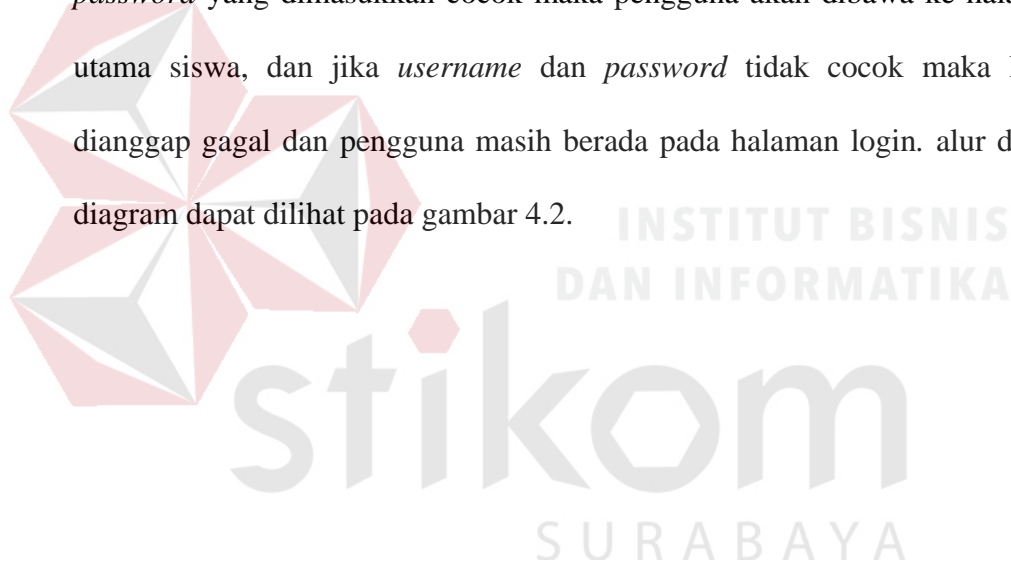 password yang dimasukkan cocok maka pengguna akan dibawa ke
utama siswa, dan jika username dan password tidak cocok maka
dianggap gagal dan pengguna masih berada pada halaman login. alur
diagram dapat dilihat pada gambar 4.2.
INSTITUT BISNIS
DAN INFORMATIKA
stikom
SURABAYA